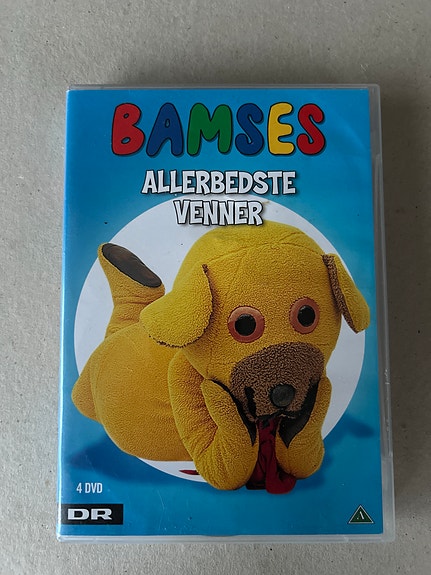 BAMSES
ALLERBEDSTE
VENNER
4 DVD
DR
A